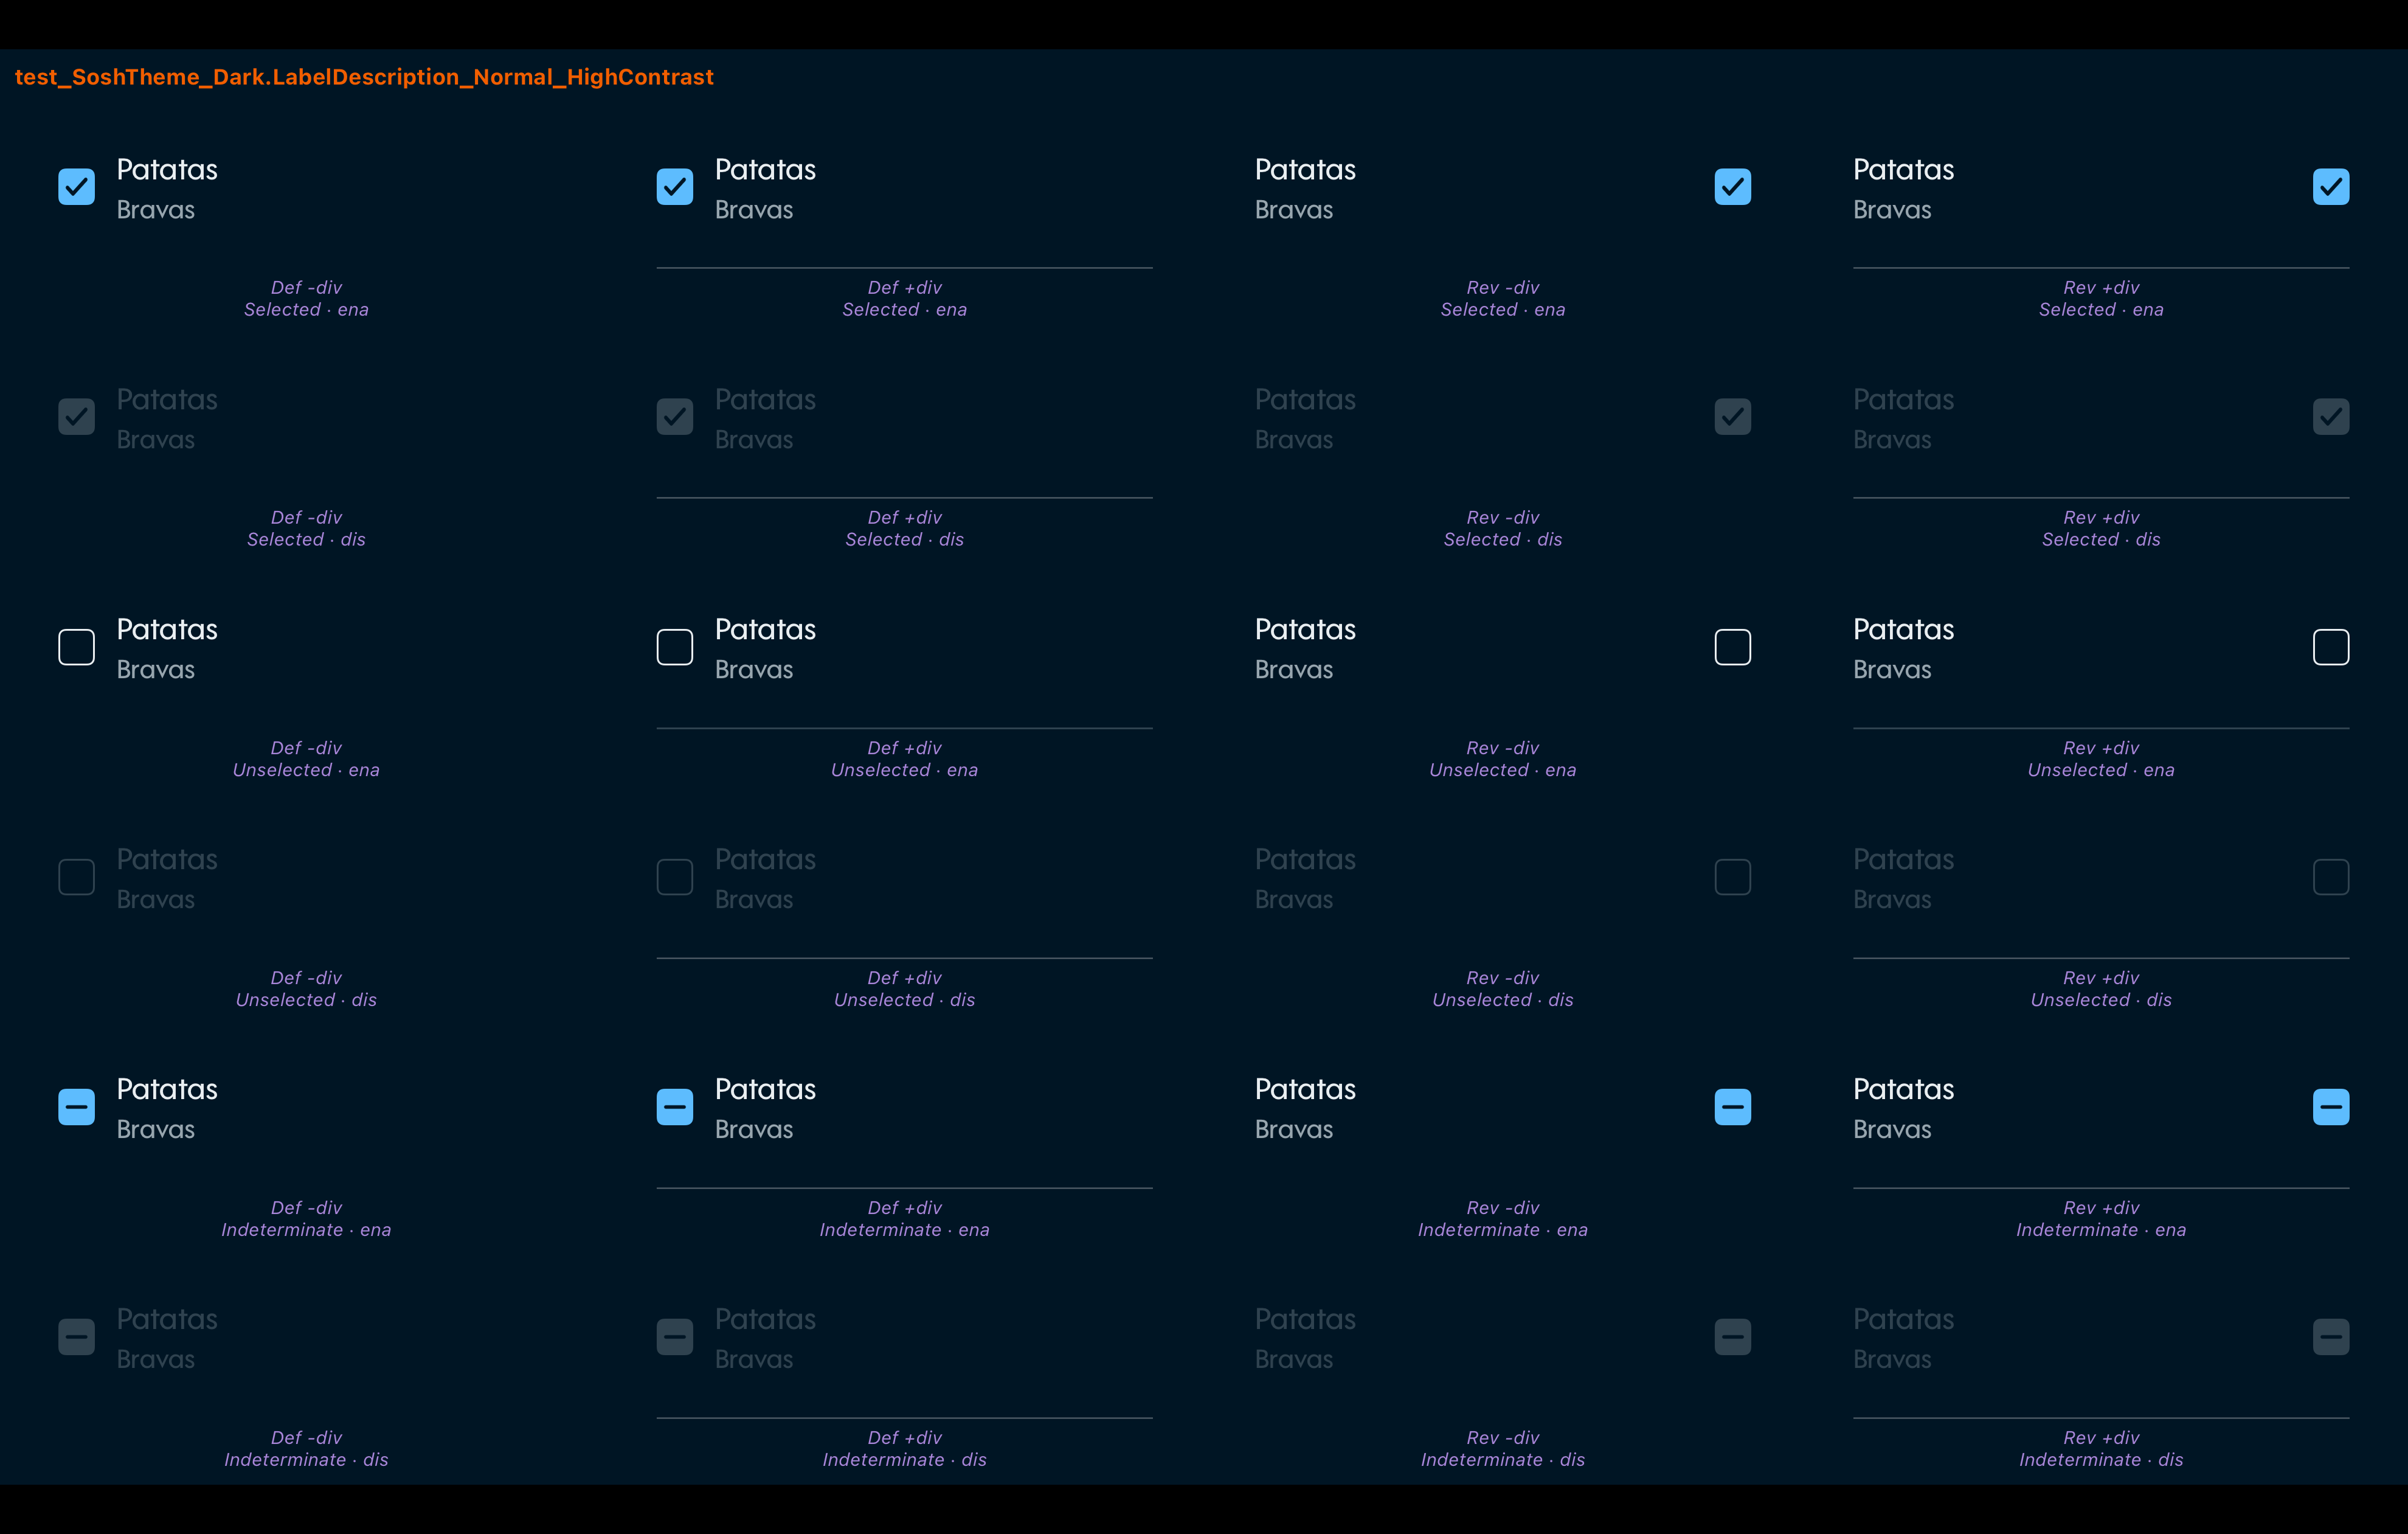 test_SoshTheme_Dark.LabelDescription_Normal_HighContrast
Patatas
Bravas
Def -div
Selected · ena
Patatas
Bravas
Def +div
Selected · ena
Patatas
Bravas
Rev -div
Selected · ena
Patatas
Bravas
Rev +div
Selected · ena
Patatas
Bravas
Def -div
Selected · dis
Patatas
Bravas
Def +div
Selected · dis
Patatas
Bravas
Rev -div
Selected · dis
Patatas
Bravas
Rev +div
Selected · dis
Patatas
Bravas
Def -div
Unselected · ena
Patatas
Bravas
Def +div
Unselected · ena
Patatas
Bravas
Rev -div
Unselected · ena
Patatas
Bravas
Rev +div
Unselected · ena
Patatas
Bravas
Def -div
Unselected · dis
Patatas
Bravas
Def +div
Unselected · dis
Patatas
Bravas
Rev -div
Unselected · dis
Patatas
Bravas
Rev +div
Unselected · dis
Patatas
Bravas
Def -div
Indeterminate · ena
Patatas
Bravas
Def +div
Indeterminate · ena
Patatas
Bravas
Rev -div
Indeterminate · ena
Patatas
Bravas
Rev +div
Indeterminate · ena
Patatas
Bravas
Def -div
Indeterminate · dis
Patatas
Bravas
Def +div
Indeterminate · dis
Patatas
Bravas
Rev -div
Indeterminate · dis
Patatas
Bravas
Rev +div
Indeterminate · dis